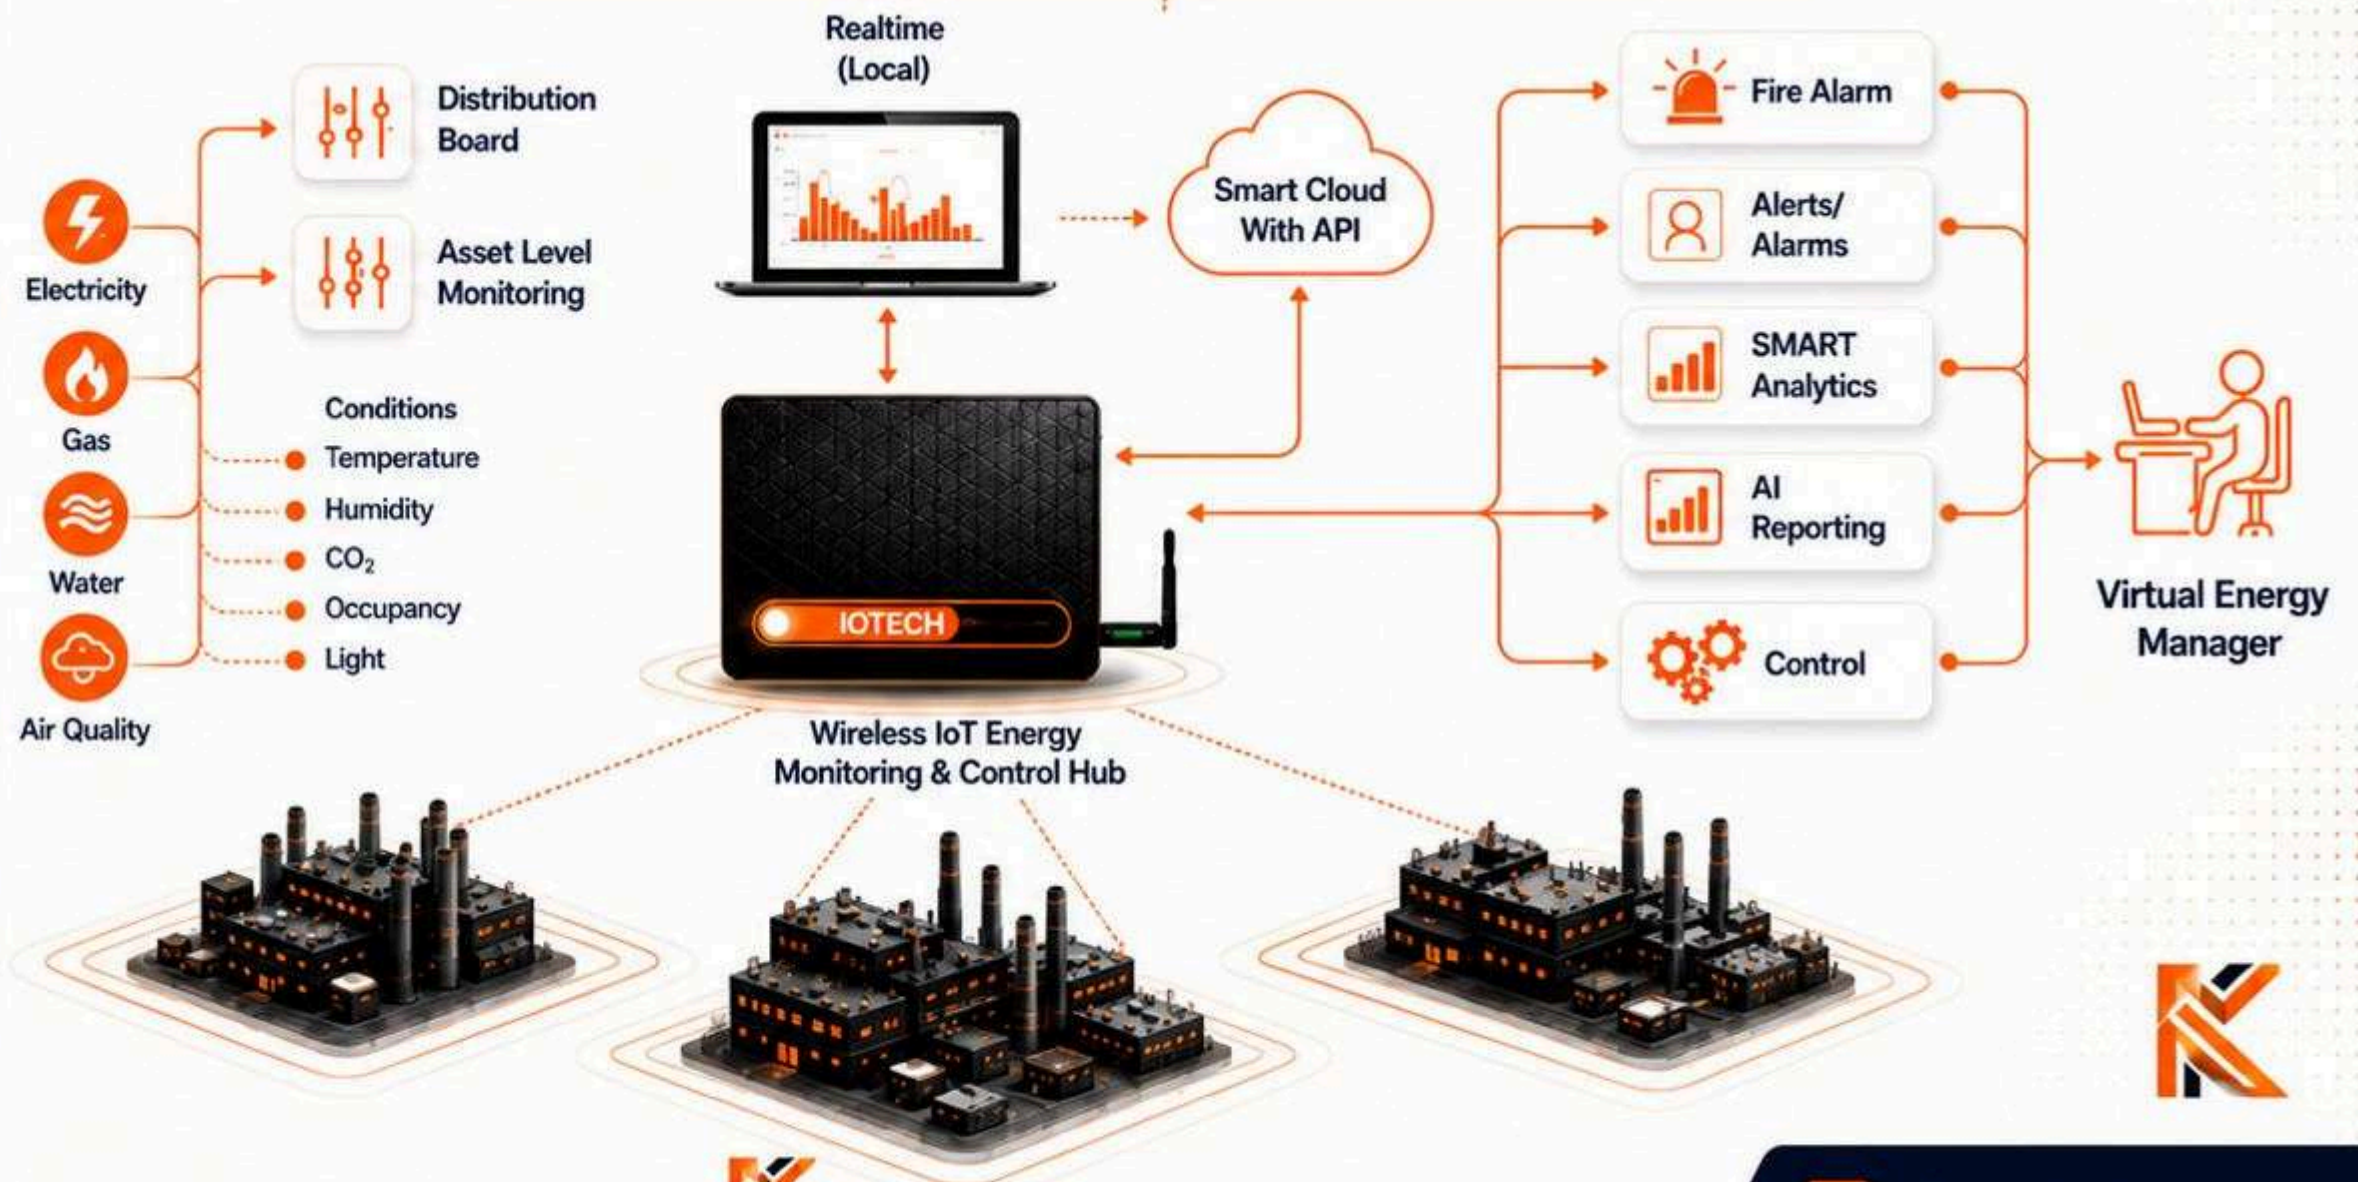 Realtime
(Local)
Distribution
Board
Asset Level
Monitoring
Electricity
Gas
Water
Air Quality
Conditions
Temperature
Humidity
CO₂
Occupancy
Light
Smart Cloud
With API
IOTECH
Wireless IoT Energy
Monitoring & Control Hub
Fire Alarm
Alerts/
Alarms
SMART
Analytics
AI
Reporting
Control
Virtual Energy
Manager